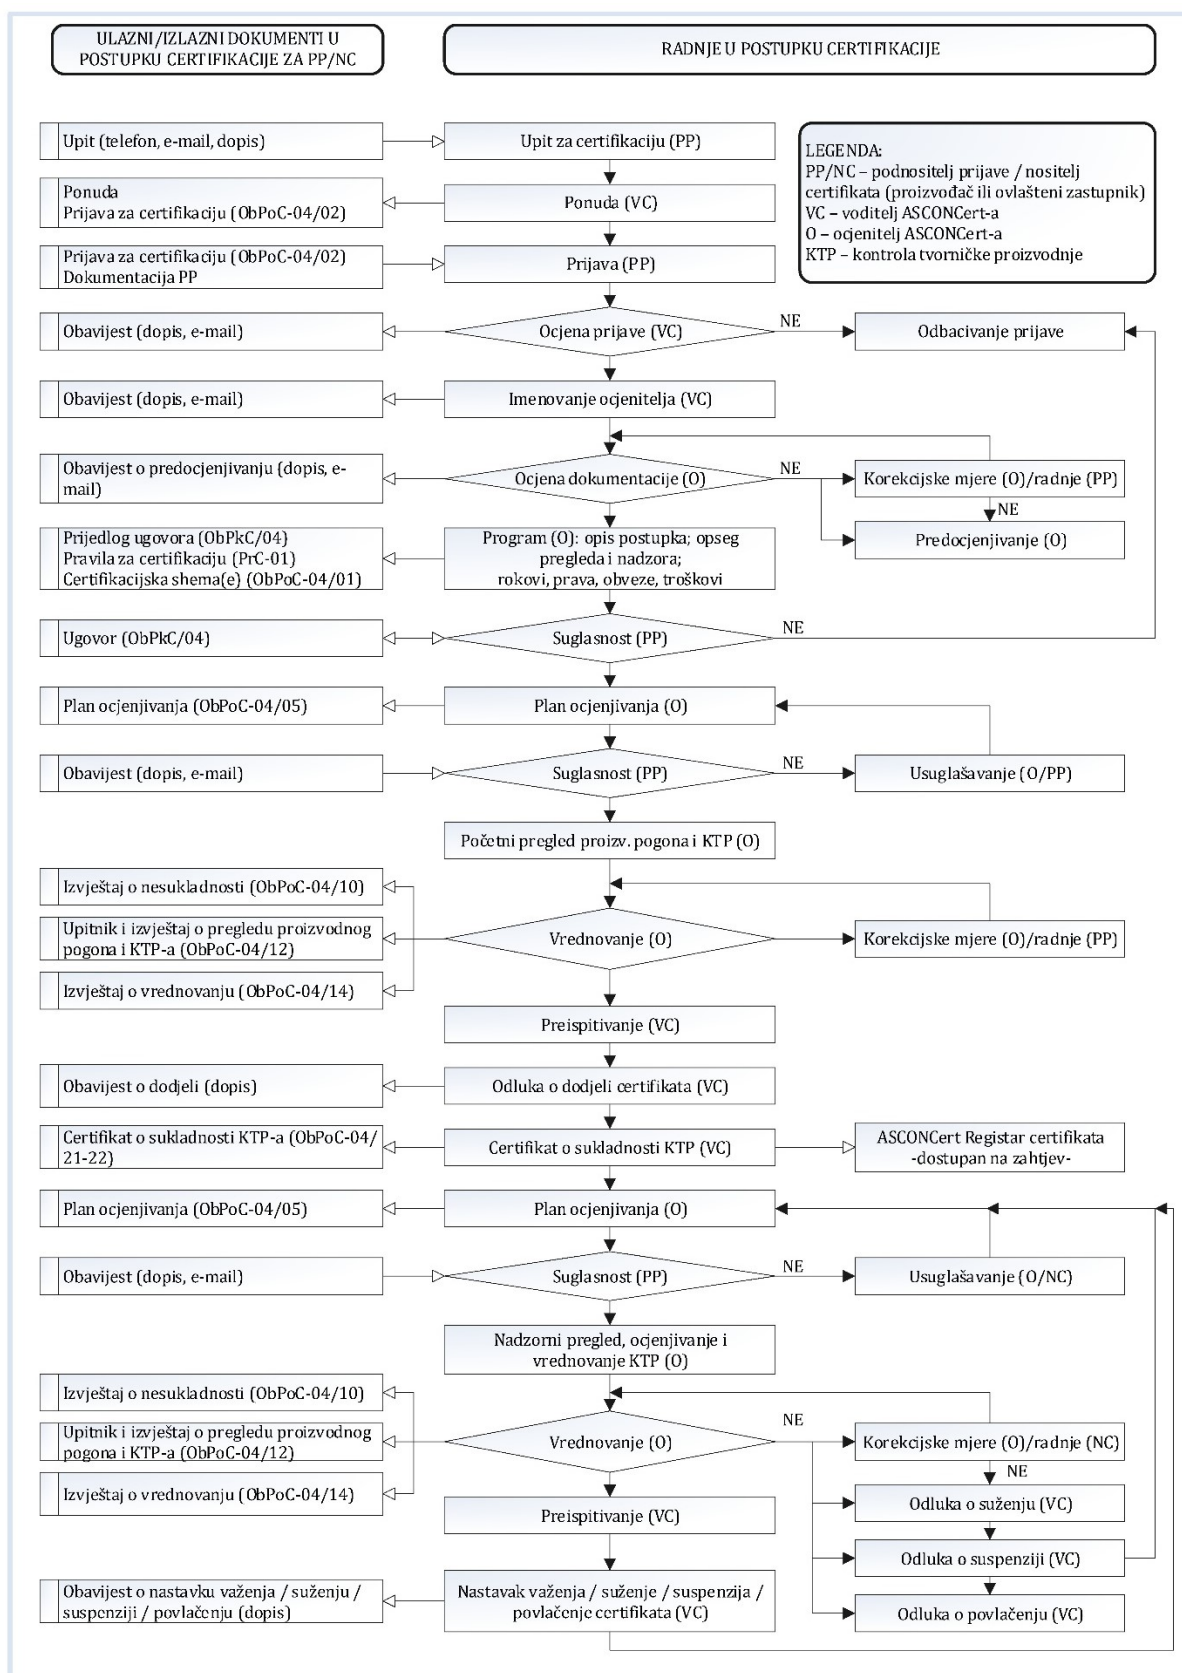 ULAZNI/IZLAZNI DOKUMENTI U
POSTUPKU CERTIFIKACIJE ZA PP/NC
RADNJE U POSTUPKU CERTIFIKACIJE
Upit (telefon, e-mail, dopis)
Upit za certifikaciju (PP)
LEGENDA:
PP/NC – podnositelj prijave / nositelj
certifikata (proizvođač ili ovlašteni zastupnik)
VC – voditelj ASCONCert-a
O – ocjenitelj ASCONCert-a
KTP – kontrola tvorničke proizvodnje
Ponuda
Prijava za certifikaciju (ObPoC-04/02)
Ponuda (VC)
Prijava za certifikaciju (ObPoC-04/02)
Dokumentacija PP
Prijava (PP)
Obavijest (dopis, e-mail)
Ocjena prijave (VC)
NE
Odbacivanje prijave
Obavijest (dopis, e-mail)
Imenovanje ocjenitelja (VC)
Obavijest o predocjenjivanju (dopis, e-
mail)
Ocjena dokumentacije (O)
NE
Korekcijske mjere (O)/radnje (PP)
NE
Predocjenjivanje (O)
Prijedlog ugovora (ObPkC/04)
Pravila za certifikaciju (PrC-01)
Certifikacijska shema(e) (ObPoC-04/01)
Program (O): opis postupka; opseg
pregleda i nadzora;
rokovi, prava, obveze, troškovi
Ugovor (ObPkC/04)
Suglasnost (PP)
NE
Plan ocjenjivanja (ObPoC-04/05)
Plan ocjenjivanja (O)
Obavijest (dopis, e-mail)
Suglasnost (PP)
NE
Usuglašavanje (O/PP)
Početni pregled proizv. pogona i KTP (O)
Izvještaj o nesukladnosti (ObPoC-04/10)
Upitnik i izvještaj o pregledu proizvodnog
pogona i KTP-a (ObPoC-04/12)
Vrednovanje (O)
Korekcijske mjere (O)/radnje (PP)
Izvještaj o vrednovanju (ObPoC-04/14)
Preispitivanje (VC)
Obavijest o dodjeli (dopis)
Odluka o dodjeli certifikata (VC)
Certifikat o sukladnosti KTP-a (ObPoC-04/
21-22)
Certifikat o sukladnosti KTP (VC)
ASCONCert Registar certifikata
-dostupan na zahtjev-
Plan ocjenjivanja (ObPoC-04/05)
Plan ocjenjivanja (O)
Obavijest (dopis, e-mail)
Suglasnost (PP)
NE
Usuglašavanje (O/NC)
Nadzorni pregled, ocjenjivanje i
vrednovanje KTP (O)
Izvještaj o nesukladnosti (ObPoC-04/10)
Upitnik i izvještaj o pregledu proizvodnog
pogona i KTP-a (ObPoC-04/12)
Vrednovanje (O)
NE
Korekcijske mjere (O)/radnje (NC)
NE
Izvještaj o vrednovanju (ObPoC-04/14)
Odluka o suženju (VC)
Preispitivanje (VC)
Odluka o suspenziji (VC)
Obavijest o nastavku važenja / suženju /
suspenziji / povlačenju (dopis)
Nastavak važenja / suženje / suspenzija /
povlačenje certifikata (VC)
Odluka o povlačenju (VC)